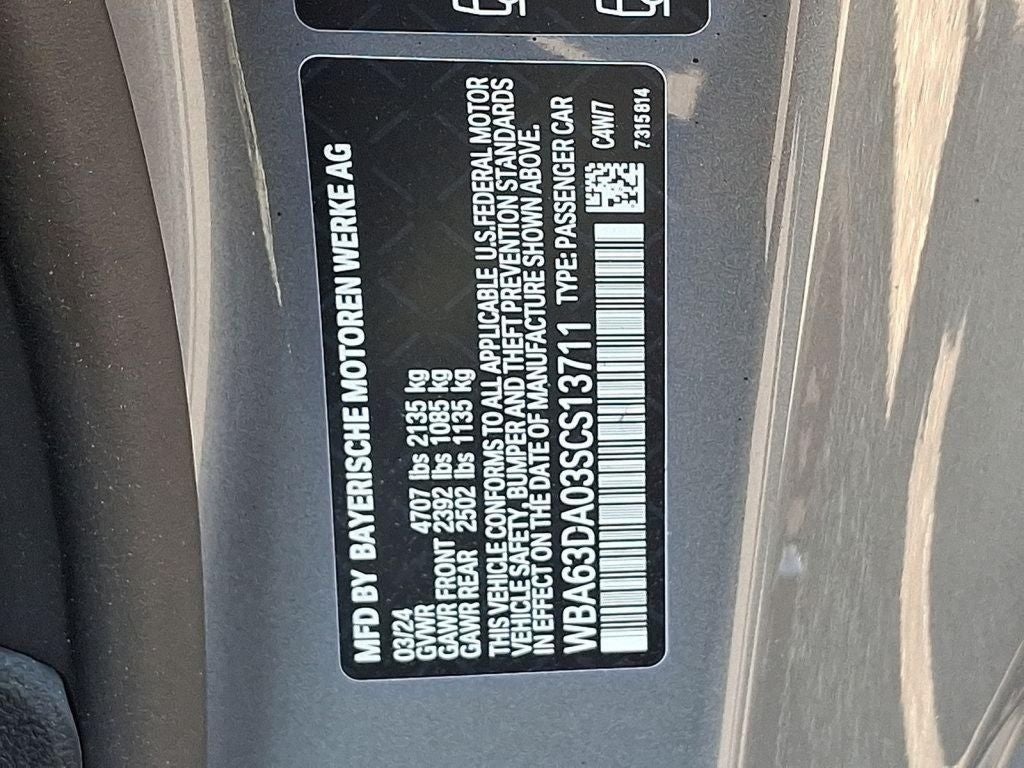 MFD BY BAYERISCHE MOTOREN WERKE AG
03/24
GVWR 4707 lbs 2135 kg
GAWR FRONT 2392 lbs 1085 kg
GAWR REAR 2502 lbs 1135 kg
THIS VEHICLE CONFORMS TO ALL APPLICABLE U.S. FEDERAL MOTOR
VEHICLE SAFETY, BUMPER AND THEFT PREVENTION STANDARDS
IN EFFECT ON THE DATE OF MANUFACTURE SHOWN ABOVE.
WBA63DA03SCS13711 TYPE: PASSENGER CAR
C4W/7
7315814